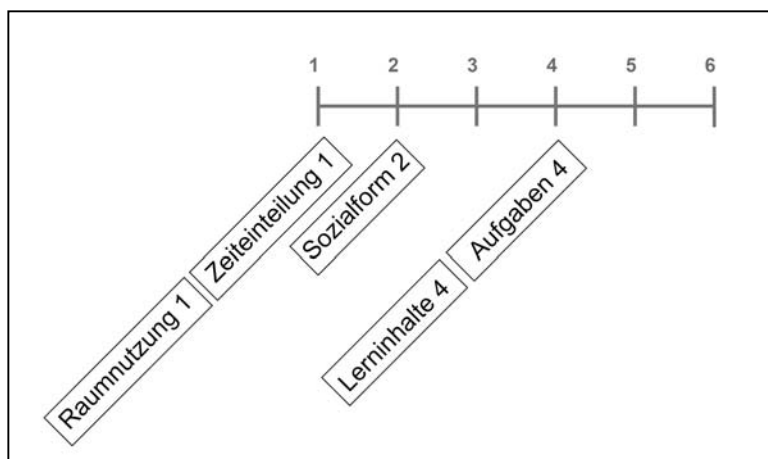 1 2 3 4 5 6
Zeiteinteilung 1
Sozialform 2
Aufgaben 4
Raumnutzung 1
Lerninhalte 4